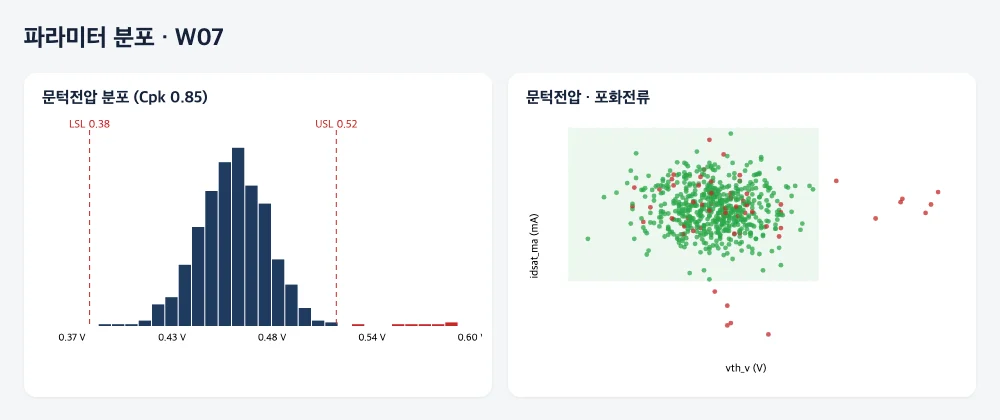 파라미터 분포 · W07
문턱전압 분포 (Cpk 0.85)
LSL 0.38
USL 0.52
0.37 V
0.43 V
0.48 V
0.54 V
0.60 '
문턱전압 · 포화전류
idsat_ma (mA)
vth_v (V)